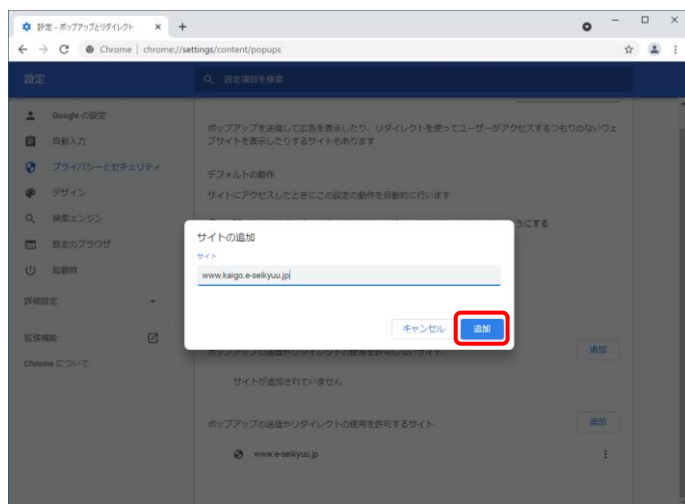 設定 - ポップアップとリダイレクト
Chrome | chrome://settings/content/popups
設定
設定項目を検索
Google の設定
自動入力
プライバシーとセキュリティ
デザイン
検索エンジン
既定のブラウザ
起動時
詳細設定
拡張機能
Chrome について
ポップアップを送信して広告を表示したり、リダイレクトを使ってユーザーがアクセスするつもりのないウェ
ブサイトを表示したりするサイトもあります
デフォルトの動作
サイトにアクセスしたときにこの設定の動作を自動的に行います
うにする
サイトの追加
サイト
www.kaigo.e-seikyuu.jp
キャンセル
追加
ポップアップの送信やリダイレクトの使用を許可しないサイト
追加
サイトが追加されていません
ポップアップの送信やリダイレクトの使用を許可するサイト
追加
www.e-seikyuu.jp